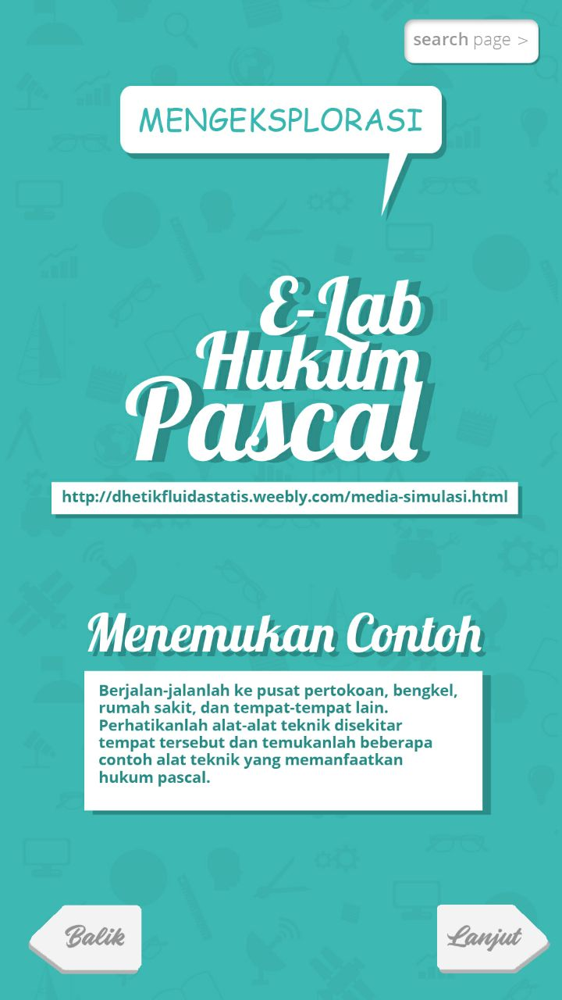 search page >
MENGEKSPLORASI
E-Lab
Hukum
Pascal
http://dhetikfluidastatis.weebly.com/media-simulasi.html
Menemukan Contoh
Berjalan-jalanlah ke pusat pertokoan, bengkel,
rumah sakit, dan tempat-tempat lain.
Perhatikanlah alat-alat teknik disekitar
tempat tersebut dan temukanlah beberapa
contoh alat teknik yang memanfaatkan
hukum pascal.
Balik
Lanjut